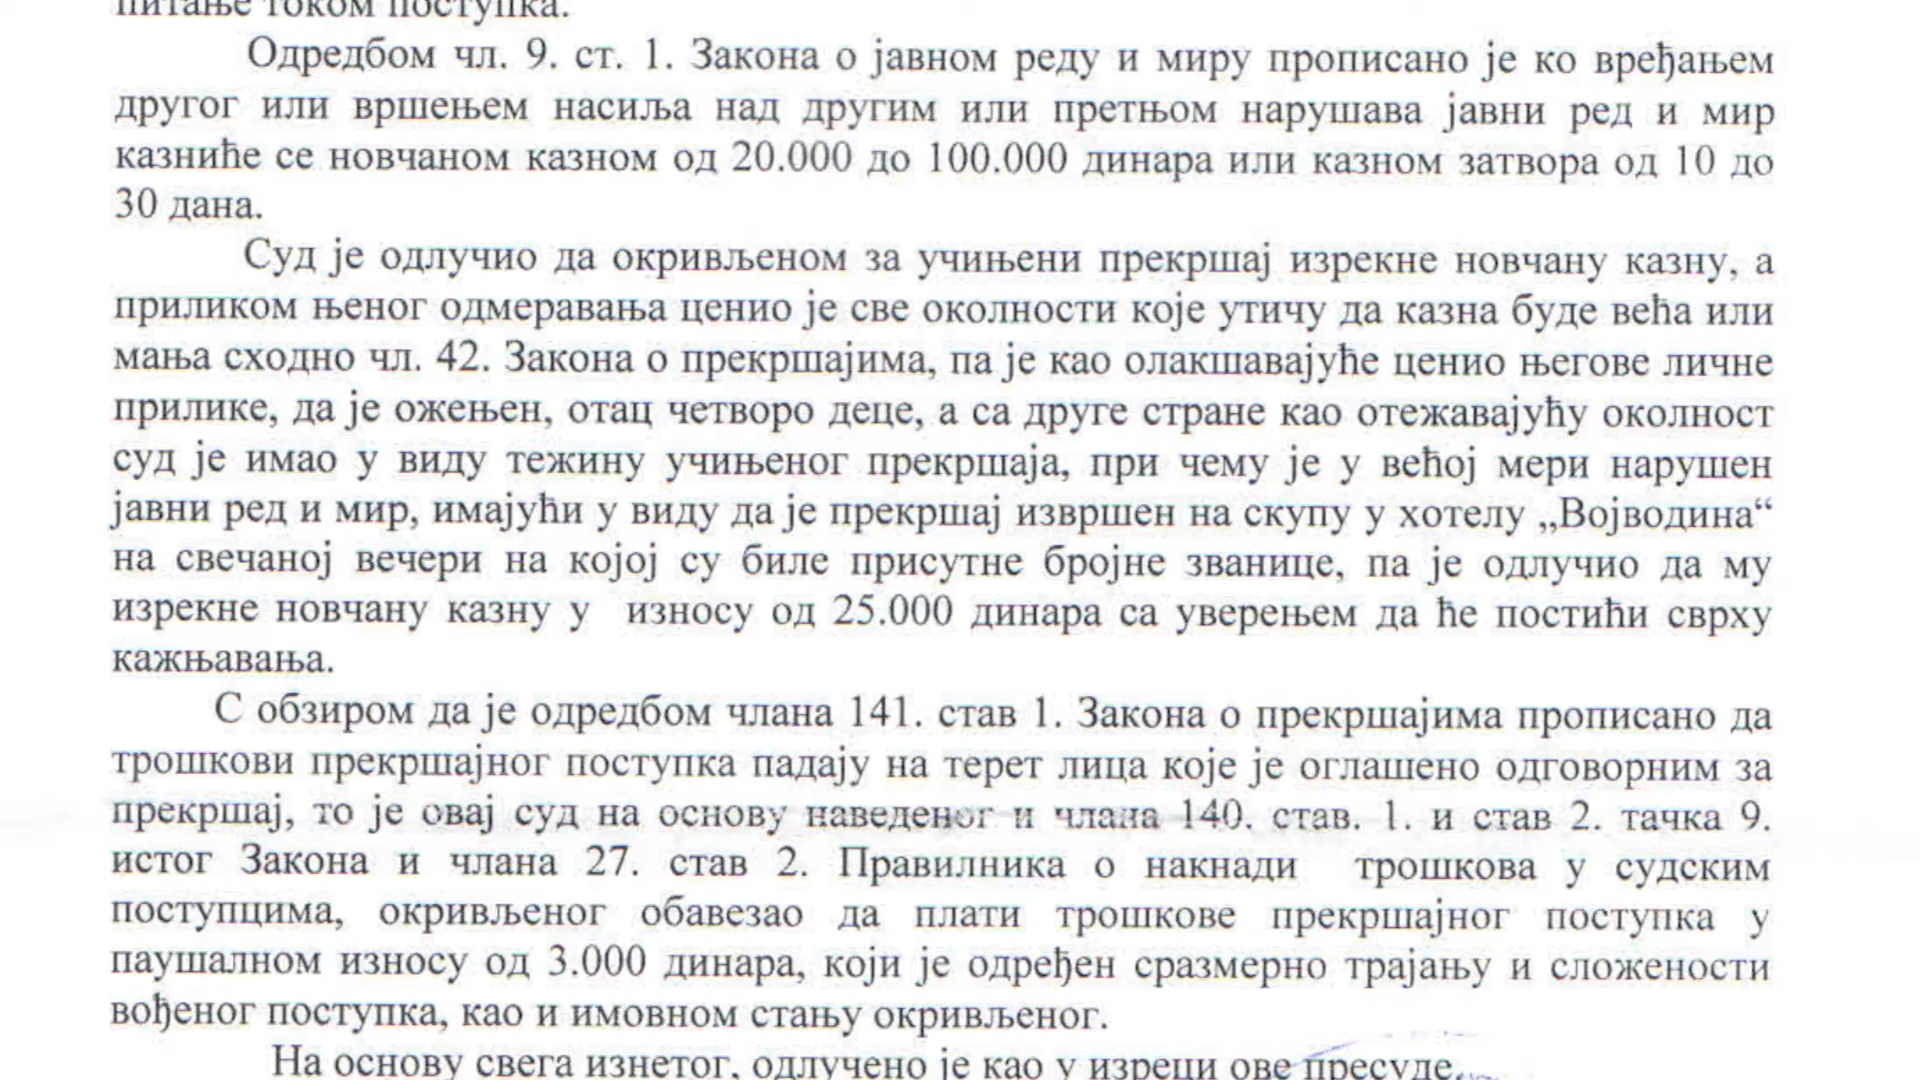 питање током поступка.
Одредбом чл. 9. ст. 1. Закона о јавном реду и миру прописано је ко вређањем
другог или вршењем насиља над другим или претњом нарушава јавни ред и мир
казниће се новчаном казном од 20.000 до 100.000 динара или казном затвора од 10 до
30 дана.
Суд је одлучио да окривљеном за учињени прекршај изрекне новчану казну, а
приликом њеног одмеравања ценио је све околности које утичу да казна буде већа или
мања сходно чл. 42. Закона о прекршајима, па је као олакшавајуће ценио његове личне
прилике, да је ожењен, отац четворо деце, а са друге стране као отежавајућу околност
суд је имао у виду тежину учињеног прекршаја, при чему је у већој мери нарушен
јавни ред и мир, имајући у виду да је прекршај извршен на скупу у хотелу „Војводина“
на свечаној вечери на којој су биле присутне бројне званице, па је одлучио да му
изрекне новчану казну у износу од 25.000 динара са уверењем да ће постићи сврху
кажњавања.
С обзиром да је одредбом члана 141. став 1. Закона о прекршајима прописано да
трошкови прекршајног поступка падају на терет лица које је оглашено одговорним за
прекршај, то је овај суд на основу наведеног и члана 140. став. 1. и став 2. тачка 9.
истог Закона и члана 27. став 2. Правилника о накнади трошкова у судским
поступцима, окривљеног обавезао да плати трошкове прекршајног поступка у
паушалном износу од 3.000 динара, који је одређен сразмерно трајању и сложености
вођеног поступка, као и имовном стању окривљеног.
На основу свега изнетог, одлучено је као у изреци ове пресуде.